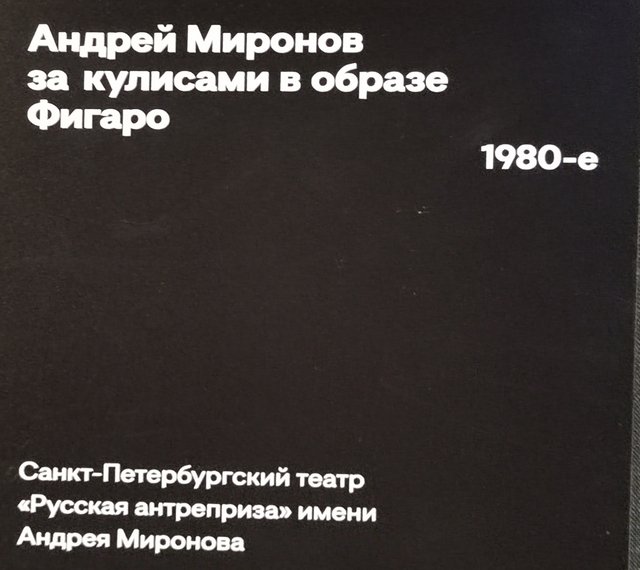 Андрей Миронов
за кулисами в образе
Фигаро
1980-е
Санкт-Петербургский театр
«Русская антреприза» имени
Андрея Миронова